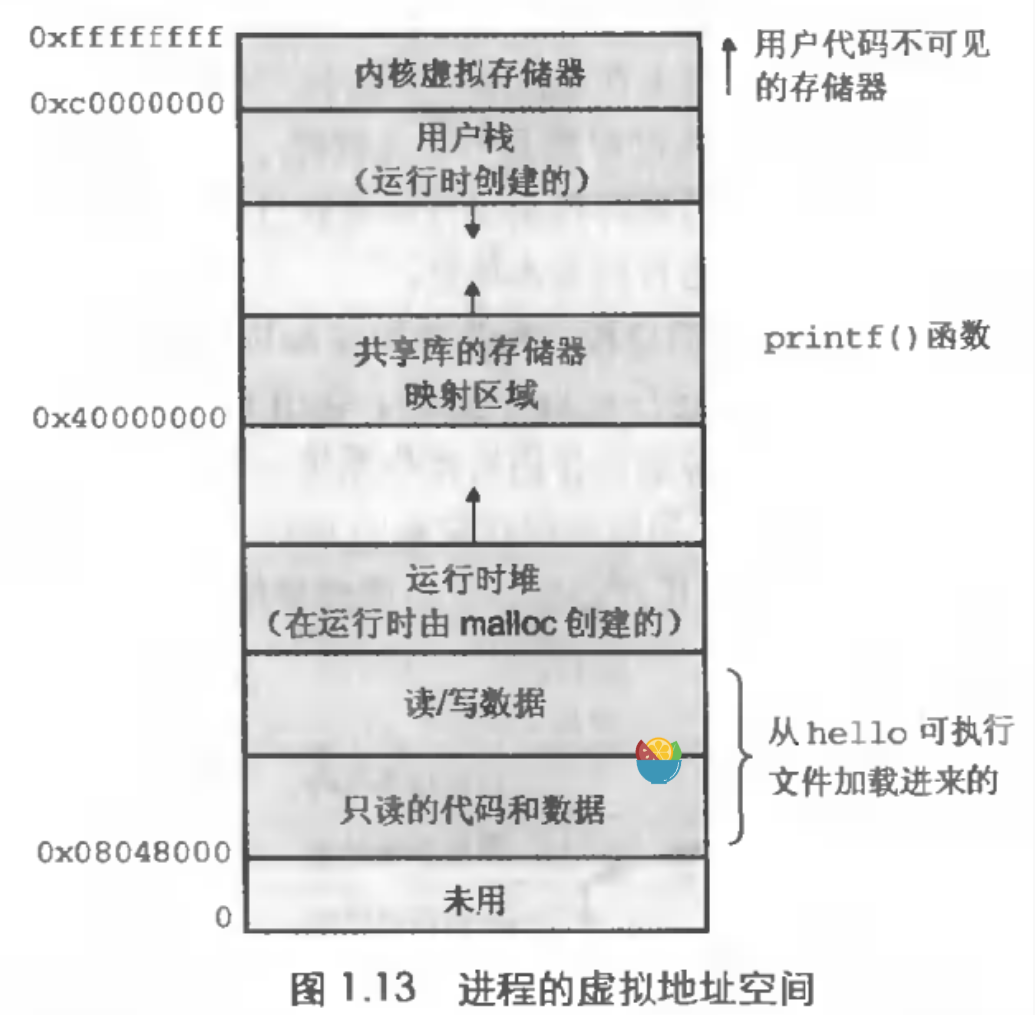 0xffffffff
内核虚拟存储器
用户代码不可见
的存储器
0xc0000000
用户栈
（运行时创建的）
共享库的存储器
映射区域
printf()函数
0x40000000
运行时堆
（在运行时由 malloc 创建的）
读/写数据
从 hello 可执行
文件加载进来的
只读的代码和数据
0x08048000
未用
0
图 1.13 进程的虚拟地址空间